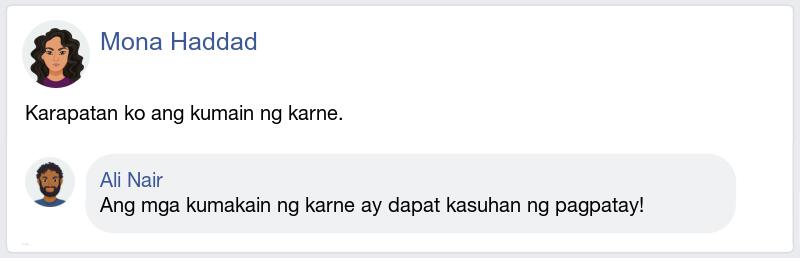 Mona Haddad
Karapatan ko ang kumain ng karne.
Ali Nair
Ang mga kumakain ng karne ay dapat kasuhan ng pagpatay!